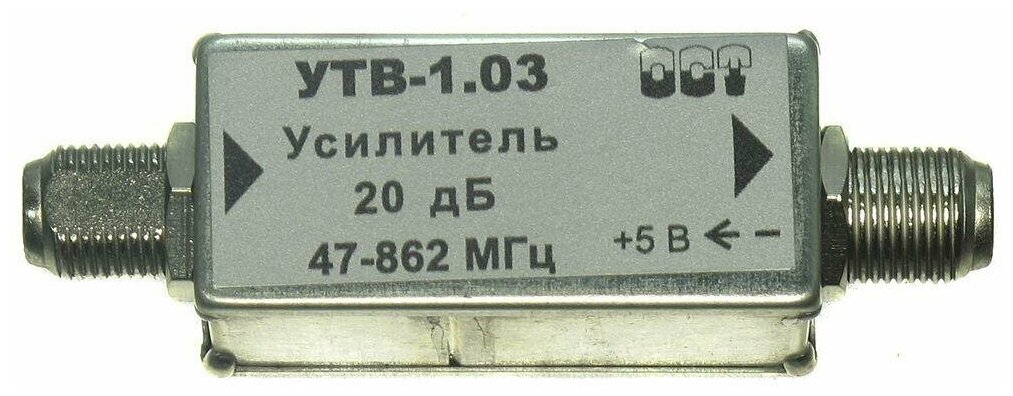 УТВ-1.03
ОСТ
Усилитель
20 дБ
47-862 МГц
+5 В ← −